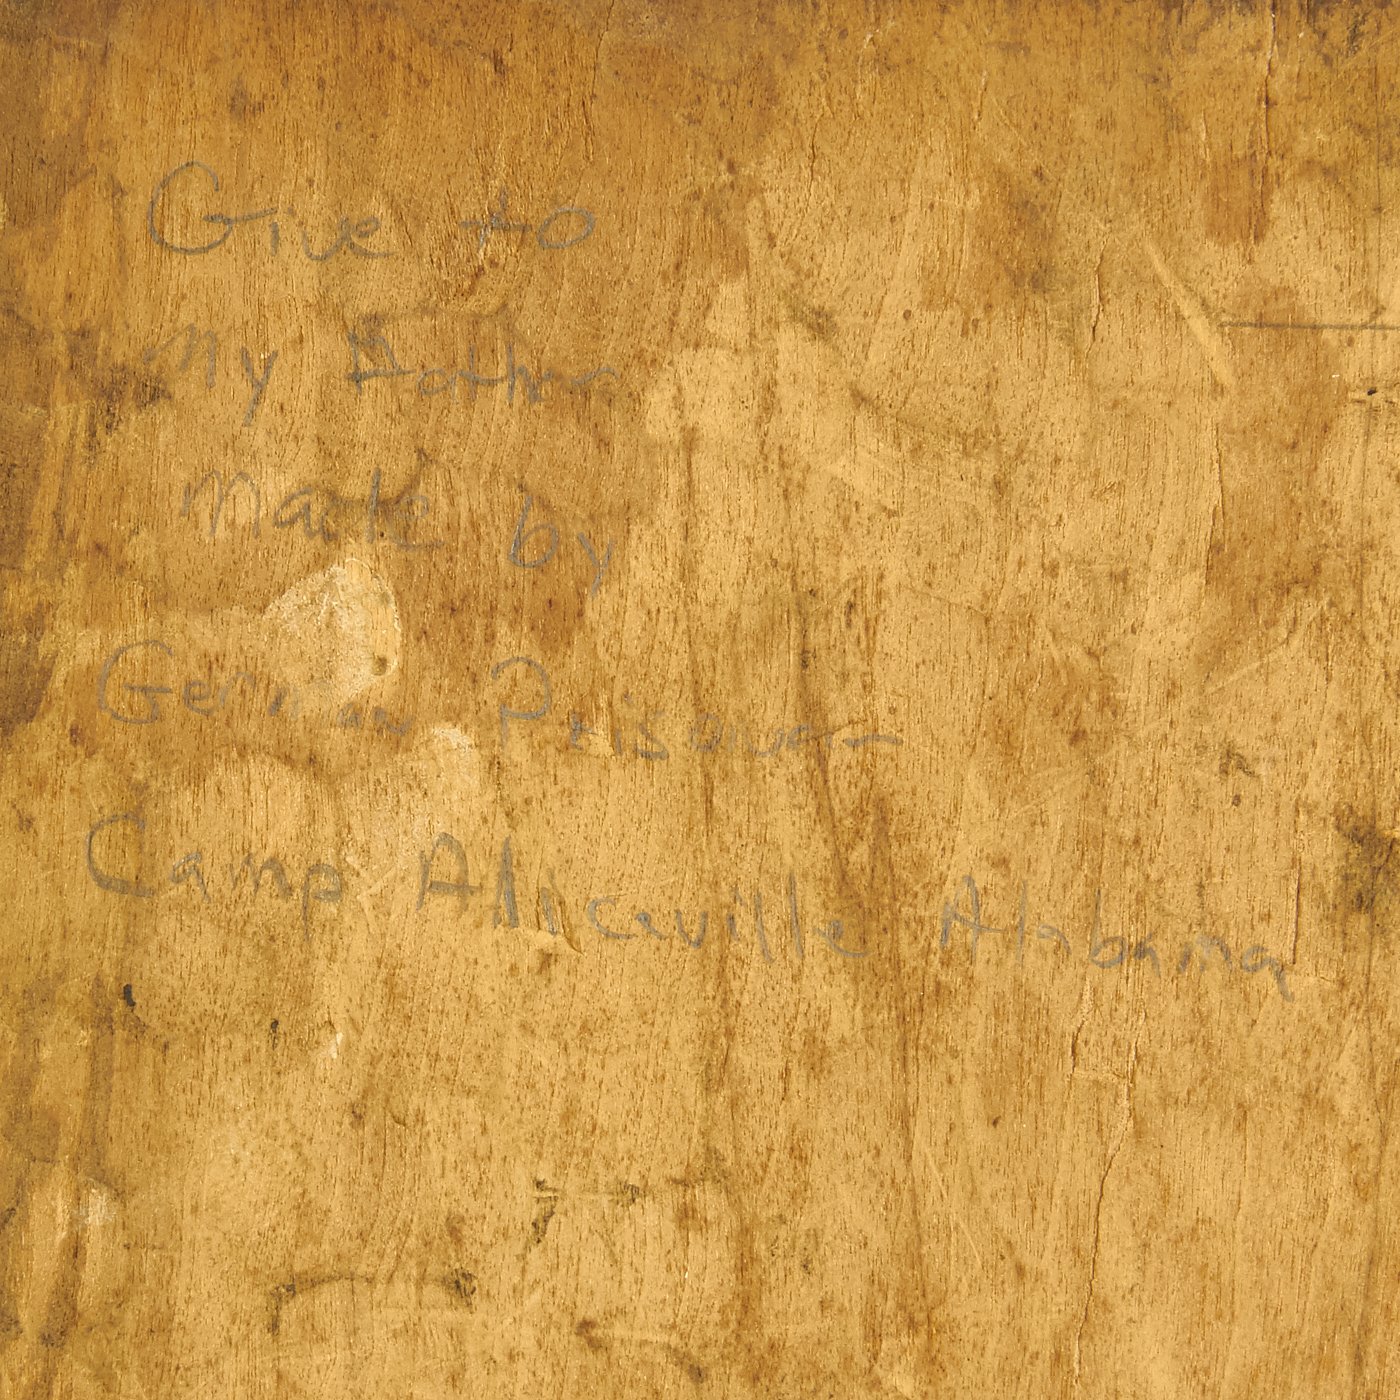 Give to
My Father
Made by
German Prisoner
Camp Aliceville Alabama